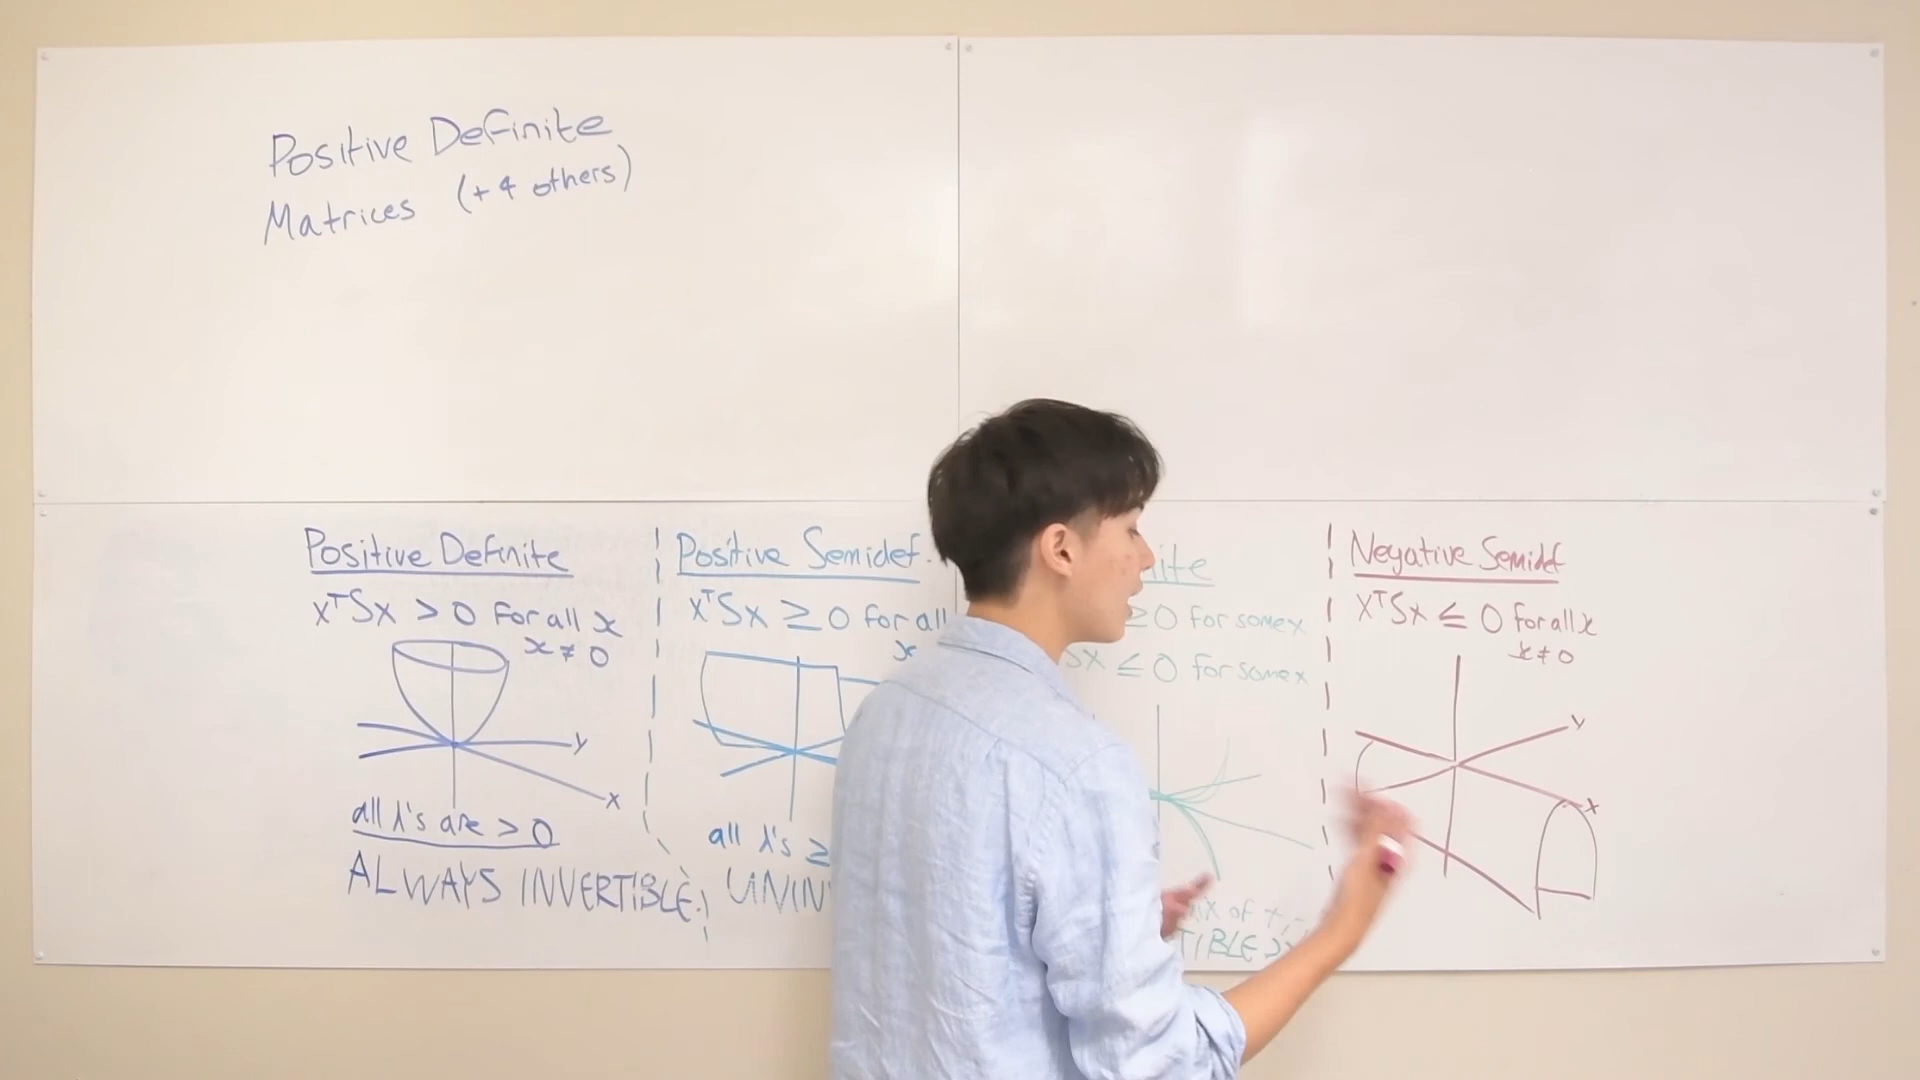 Positive Definite
Matrices (+4 others)
Positive Definite
xᵀSx > 0 for all x
x ≠ 0
y
x
all λ's are > 0
ALWAYS INVERTIBLE
Positive Semidef.
xᵀSx ≥ 0 for all
x
all λ's ≥
≥ 0 for some x
Sx ≤ 0 for some x
mix of +, -
Negative Semidef
xᵀSx ≤ 0 for all x
x ≠ 0
y
x